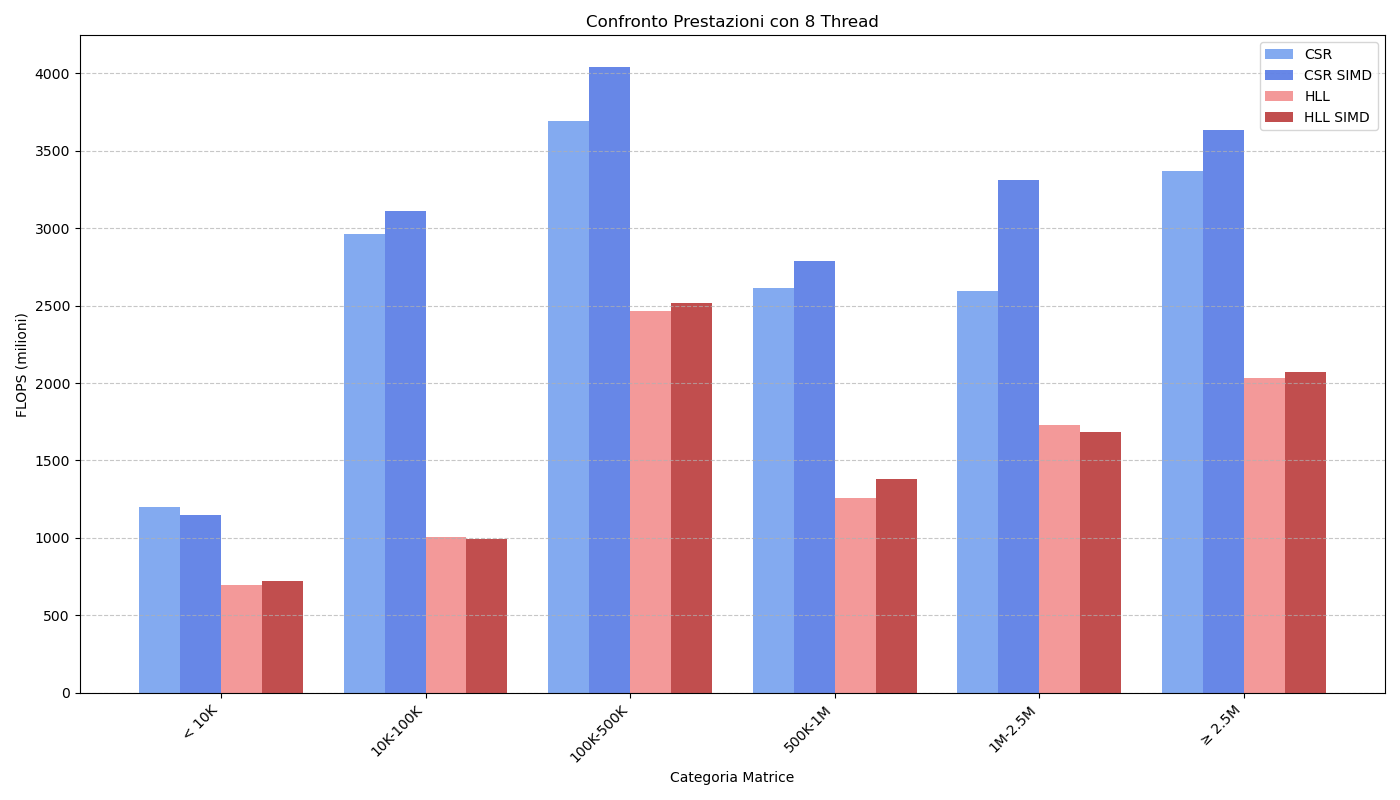 Confronto Prestazioni con 8 Thread
CSR
CSR SIMD
HLL
HLL SIMD
FLOPS (milioni)
4000
3500
3000
2500
2000
1500
1000
500
0
< 10K
10K-100K
100K-500K
500K-1M
1M-2.5M
≥ 2.5M
Categoria Matrice